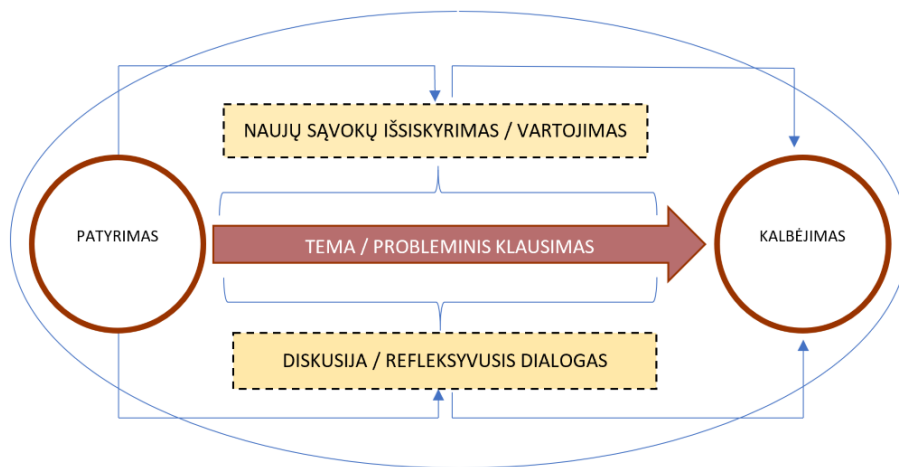 NAUJŲ SĄVOKŲ IŠSISKYRIMAS / VARTOJIMAS
PATYRIMAS
TEMA / PROBLEMINIS KLAUSIMAS
KALBĖJIMAS
DISKUSIJA / REFLEKSYVUSIS DIALOGAS